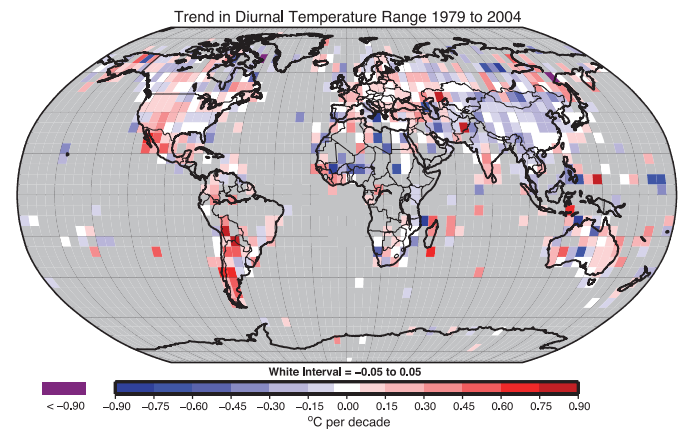 Trend in Diurnal Temperature Range 1979 to 2004
White Interval = −0.05 to 0.05
< −0.90 −0.90 −0.75 −0.60 −0.45 −0.30 −0.15 0.00 0.15 0.30 0.45 0.60 0.75 0.90
°C per decade